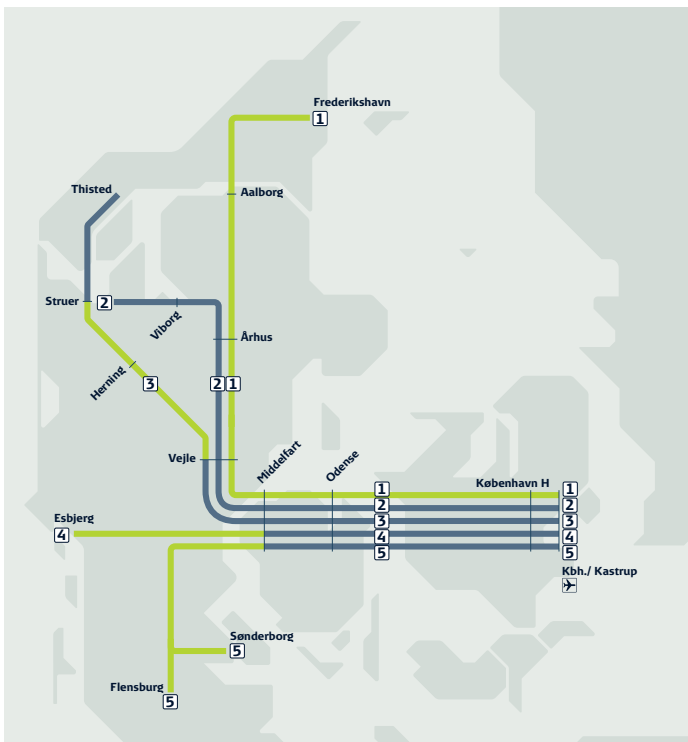 Frederikshavn
1
Thisted
Aalborg
Struer
2
Viborg
Århus
Herning
3
2
1
Vejle
Middelfart
Odense
København H
1
1
2
2
3
3
Esbjerg
4
4
4
5
5
Kbh./ Kastrup
Sønderborg
5
Flensburg
5